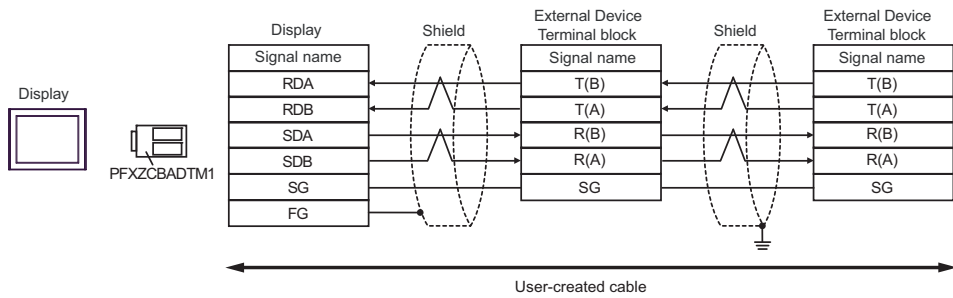 Display
PFXZCBADTM1
Display
Signal name
RDA
RDB
SDA
SDB
SG
FG
Shield
External Device
Terminal block
Signal name
T(B)
T(A)
R(B)
R(A)
SG
Shield
External Device
Terminal block
Signal name
T(B)
T(A)
R(B)
R(A)
SG
User-created cable